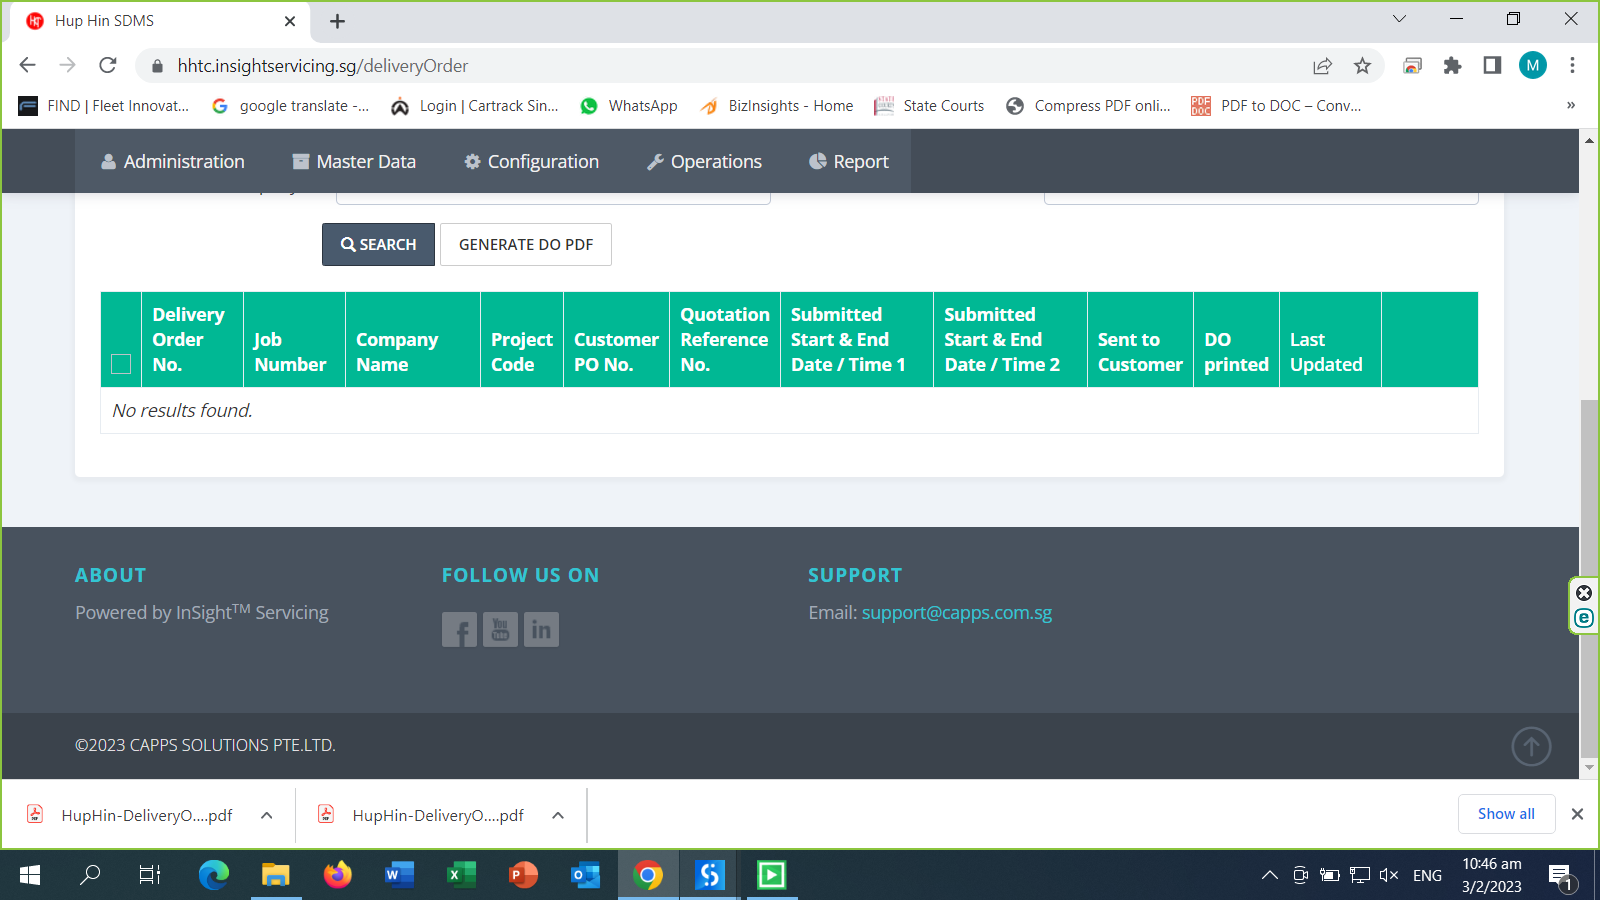 Hup Hin SDMS
hhtc.insightservicing.sg/deliveryOrder
M
FIND | Fleet Innovat...
google translate -...
Login | Cartrack Sin...
WhatsApp
BizInsights - Home
State Courts
Compress PDF onli...
PDF to DOC – Conv...
»
Administration
Master Data
Configuration
Operations
Report
SEARCH
GENERATE DO PDF
Delivery Order No.
Job Number
Company Name
Project Code
Customer PO No.
Quotation Reference No.
Submitted Start & End Date / Time 1
Submitted Start & End Date / Time 2
Sent to Customer
DO printed
Last Updated
No results found.
ABOUT
Powered by InSight™ Servicing
FOLLOW US ON
SUPPORT
Email: support@capps.com.sg
©2023 CAPPS SOLUTIONS PTE.LTD.
HupHin-DeliveryO....pdf
HupHin-DeliveryO....pdf
Show all
ENG
10:46 am
3/2/2023
1